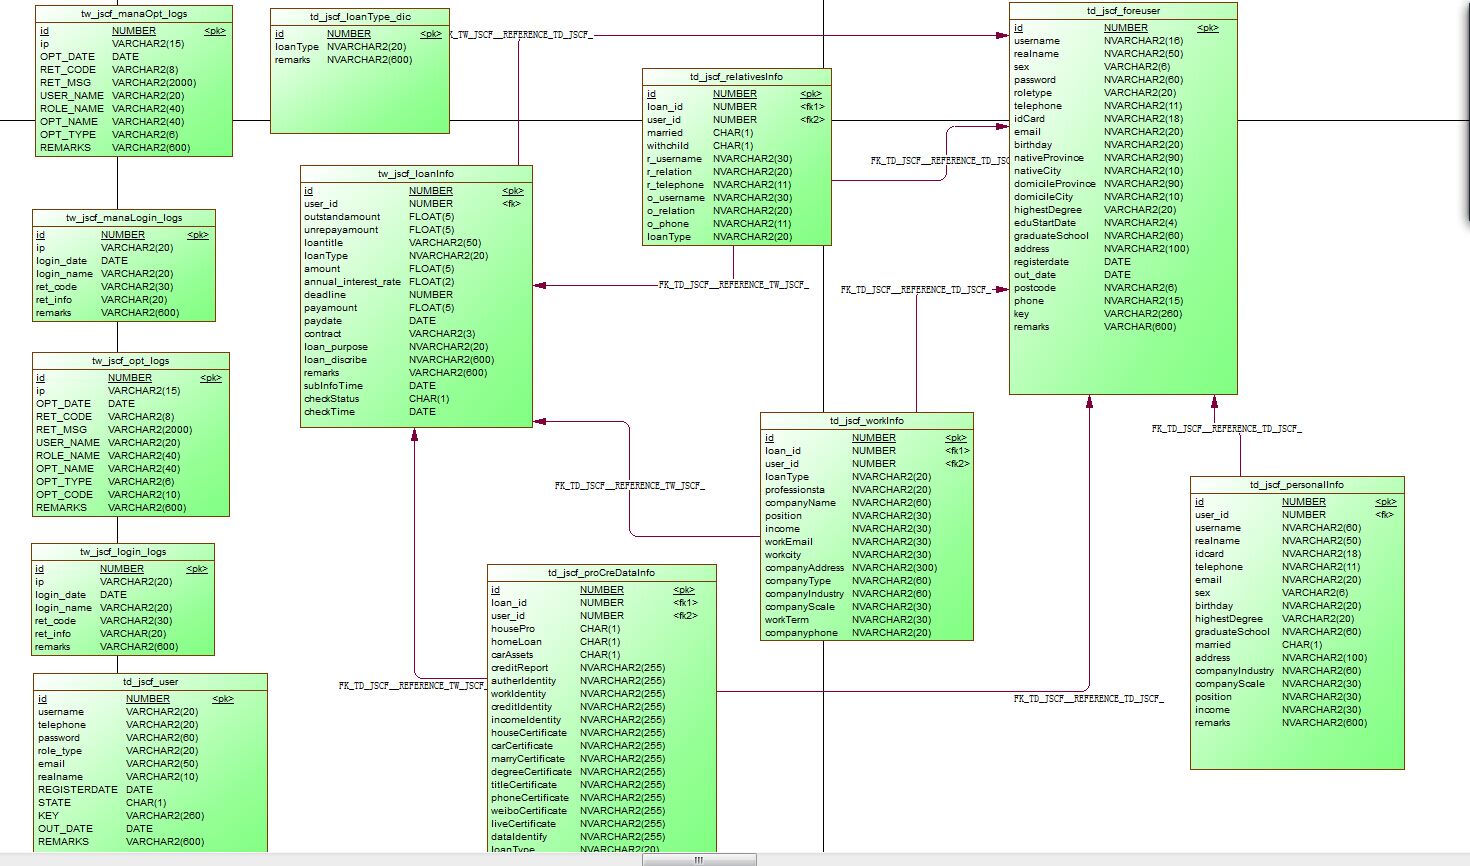 tw_jscf_manaOpt_logs
id NUMBER <pk>
ip VARCHAR2(15)
OPT_DATE DATE
RET_CODE VARCHAR2(8)
RET_MSG VARCHAR2(2000)
USER_NAME VARCHAR2(20)
ROLE_NAME VARCHAR2(40)
OPT_NAME VARCHAR2(40)
OPT_TYPE VARCHAR2(6)
REMARKS VARCHAR2(600)
tw_jscf_manaLogin_logs
id NUMBER <pk>
ip VARCHAR2(20)
login_date DATE
login_name VARCHAR2(20)
ret_code VARCHAR2(30)
ret_info VARCHAR(20)
remarks VARCHAR2(600)
tw_jscf_opt_logs
id NUMBER <pk>
ip VARCHAR2(15)
OPT_DATE DATE
RET_CODE VARCHAR2(8)
RET_MSG VARCHAR2(2000)
USER_NAME VARCHAR2(20)
ROLE_NAME VARCHAR2(40)
OPT_NAME VARCHAR2(40)
OPT_TYPE VARCHAR2(6)
OPT_CODE VARCHAR2(10)
REMARKS VARCHAR2(600)
tw_jscf_login_logs
id NUMBER <pk>
ip VARCHAR2(20)
login_date DATE
login_name VARCHAR2(20)
ret_code VARCHAR2(30)
ret_info VARCHAR(20)
remarks VARCHAR2(600)
td_jscf_user
id NUMBER <pk>
username VARCHAR2(20)
telephone VARCHAR2(20)
password VARCHAR2(60)
role_type VARCHAR2(20)
email VARCHAR2(50)
realname VARCHAR2(10)
REGISTERDATE DATE
STATE CHAR(1)
KEY VARCHAR2(260)
OUT_DATE DATE
REMARKS VARCHAR2(600)
td_jscf_loanType_dic
id NUMBER <pk>
loanType NVARCHAR2(20)
remarks NVARCHAR2(600)
K_TW_JSCF__REFERENCE_TD_JSCF_
tw_jscf_loanInfo
id NUMBER <pk>
user_id NUMBER <fk>
outstandamount FLOAT(5)
unrepayamount FLOAT(5)
loantitle VARCHAR2(50)
loanType NVARCHAR2(20)
amount FLOAT(5)
annual_interest_rate FLOAT(2)
deadline NUMBER
payamount FLOAT(5)
paydate DATE
contract VARCHAR2(3)
loan_purpose NVARCHAR2(20)
loan_discribe NVARCHAR2(600)
remarks VARCHAR2(600)
subInfoTime DATE
checkStatus CHAR(1)
checkTime DATE
td_jscf_relativesInfo
id NUMBER <pk>
loan_id NUMBER <fk1>
user_id NUMBER <fk2>
married CHAR(1)
withchild CHAR(1)
r_username NVARCHAR2(30)
r_relation NVARCHAR2(20)
r_telephone NVARCHAR2(11)
o_username NVARCHAR2(30)
o_relation NVARCHAR2(20)
o_phone NVARCHAR2(11)
loanType NVARCHAR2(20)
FK_TD_JSCF__REFERENCE_TD_JSC
FK_TD_JSCF__REFERENCE_TW_JSCF_
FK_TD_JSCF__REFERENCE_TD_JSCF_
td_jscf_foreuser
id NUMBER <pk>
username NVARCHAR2(16)
realname NVARCHAR2(50)
sex VARCHAR2(6)
password NVARCHAR2(60)
roletype VARCHAR2(20)
telephone NVARCHAR2(11)
idCard NVARCHAR2(18)
email NVARCHAR2(20)
birthday NVARCHAR2(20)
nativeProvince NVARCHAR2(90)
nativeCity NVARCHAR2(10)
domicileProvince NVARCHAR2(90)
domicileCity NVARCHAR2(10)
highestDegree VARCHAR2(20)
eduStartDate NVARCHAR2(4)
graduateSchool NVARCHAR2(60)
address NVARCHAR2(100)
registerdate DATE
out_date DATE
postcode NVARCHAR2(6)
phone NVARCHAR2(15)
key VARCHAR2(260)
remarks VARCHAR(600)
td_jscf_workInfo
id NUMBER <pk>
loan_id NUMBER <fk1>
user_id NUMBER <fk2>
loanType NVARCHAR2(20)
professionsta NVARCHAR2(20)
companyName NVARCHAR2(60)
position NVARCHAR2(30)
income NVARCHAR2(30)
workEmail NVARCHAR2(30)
workcity NVARCHAR2(30)
companyAddress NVARCHAR2(300)
companyType NVARCHAR2(60)
companyIndustry NVARCHAR2(60)
companyScale NVARCHAR2(30)
workTerm NVARCHAR2(30)
companyphone NVARCHAR2(20)
FK_TD_JSCF__REFERENCE_TW_JSCF_
FK_TD_JSCF__REFERENCE_TD_JSCF_
td_jscf_personalInfo
id NUMBER <pk>
user_id NUMBER <fk>
username NVARCHAR2(60)
realname NVARCHAR2(50)
idcard NVARCHAR2(18)
telephone NVARCHAR2(11)
email NVARCHAR2(20)
sex VARCHAR2(6)
birthday NVARCHAR2(20)
highestDegree VARCHAR2(20)
graduateSchool NVARCHAR2(60)
married CHAR(1)
address NVARCHAR2(100)
companyIndustry NVARCHAR2(60)
companyScale NVARCHAR2(30)
position NVARCHAR2(30)
income NVARCHAR2(30)
remarks NVARCHAR2(600)
td_jscf_proCreDataInfo
id NUMBER <pk>
loan_id NUMBER <fk1>
user_id NUMBER <fk2>
housePro CHAR(1)
homeLoan CHAR(1)
carAssets CHAR(1)
creditReport NVARCHAR2(255)
autherIdentity NVARCHAR2(255)
workIdentity NVARCHAR2(255)
creditIdentity NVARCHAR2(255)
incomeIdentity NVARCHAR2(255)
houseCertificate NVARCHAR2(255)
carCertificate NVARCHAR2(255)
marryCertificate NVARCHAR2(255)
degreeCertificate NVARCHAR2(255)
titleCertificate NVARCHAR2(255)
phoneCertificate NVARCHAR2(255)
weiboCertificate NVARCHAR2(255)
liveCertificate NVARCHAR2(255)
dataIdentify NVARCHAR2(255)
loanType NVARCHAR2(20)
FK_TD_JSCF__REFERENCE_TW_JSCF_
FK_TD_JSCF__REFERENCE_TD_JSCF_